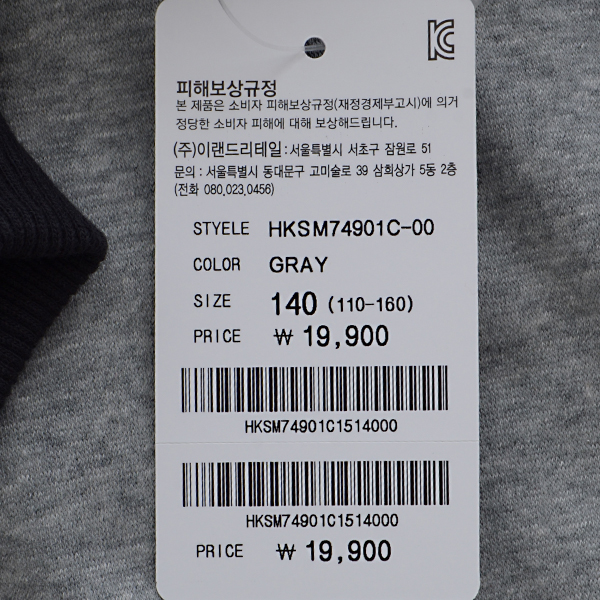 피해보상규정
본 제품은 소비자 피해보상규정(재정경제부고시)에 의거
정당한 소비자 피해에 대해 보상해드립니다.
(주)이랜드리테일 : 서울특별시 서초구 잠원로 51
문의 : 서울특별시 동대문구 고미술로 39 삼희상가 5동 2층
(전화 080.023.0456)
STYELE HKSM74901C-00
COLOR GRAY
SIZE 140 (110-160)
PRICE ₩ 19,900
HKSM74901C1514000
HKSM74901C1514000
PRICE ₩ 19,900